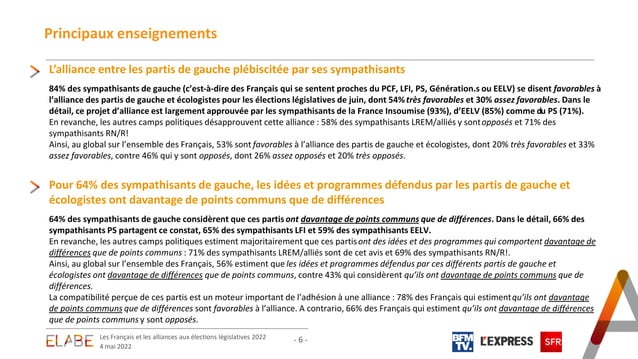 Principaux enseignements
L’alliance entre les partis de gauche plébiscitée par ses sympathisants
84% des sympathisants de gauche (c’est-à-dire des Français qui se sentent proches du PCF, LFI, PS, Génération.s ou EELV) se disent favorables à
l’alliance des partis de gauche et écologistes pour les élections législatives de juin, dont 54% très favorables et 30% assez favorables. Dans le
détail, ce projet d’alliance est largement approuvée par les sympathisants de la France Insoumise (93%), d’EELV (85%) comme du PS (71%).
En revanche, les autres camps politiques désapprouvent cette alliance : 58% des sympathisants LREM/alliés y sont opposés et 71% des
sympathisants RN/R!
Ainsi, au global sur l’ensemble des Français, 53% sont favorables à l’alliance des partis de gauche et écologistes, dont 20% très favorables et 33%
assez favorables, contre 46% qui y sont opposés, dont 26% assez opposés et 20% très opposés.
Pour 64% des sympathisants de gauche, les idées et programmes défendus par les partis de gauche et
écologistes ont davantage de points communs que de différences
64% des sympathisants de gauche considèrent que ces partis ont davantage de points communs que de différences. Dans le détail, 66% des
sympathisants PS partagent ce constat, 65% des sympathisants LFI et 59% des sympathisants EELV.
En revanche, les autres camps politiques estiment majoritairement que ces partis ont des idées et des programmes qui comportent davantage de
différences que de points communs : 71% des sympathisants LREM/alliés sont de cet avis et 69% des sympathisants RN/R!.
Ainsi, au global sur l’ensemble des Français, 56% estiment que les idées et programmes défendus par ces différents partis de gauche et
écologistes ont davantage de différences que de points communs, contre 43% qui considèrent qu’ils ont davantage de points communs que de
différences.
La compatibilité perçue de ces partis est un moteur important de l’adhésion à une alliance : 78% des Français qui estiment qu’ils ont davantage
de points communs que de différences sont favorables à l’alliance. A contrario, 66% des Français qui estiment qu’ils ont davantage de différences
que de points communs y sont opposés.
ELABE
Les Français et les alliances aux élections législatives 2022
4 mai 2022
- 6 -
BFM
TV.
L'EXPRESS
SFR